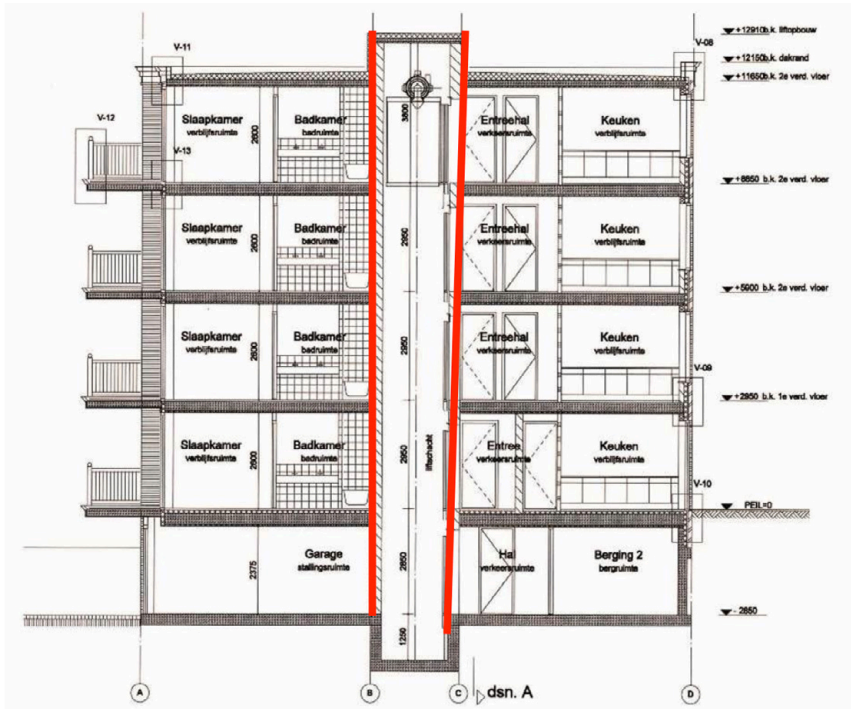 +12910b.k. liftopbouw
V-11
V-08
+12150b.k. dakrand
+11650b.k. 2e verd. vloer
V-12
Slaapkamer
verblijfsruimte
2600
Badkamer
badruimte
3800
Entreehal
verkeersruimte
Keuken
verblijfsruimte
V-13
+8850 b.k. 2e verd. vloer
Slaapkamer
verblijfsruimte
2600
Badkamer
badruimte
2950
Entreehal
verkeersruimte
Keuken
verblijfsruimte
+5900 b.k. 2e verd. vloer
Slaapkamer
verblijfsruimte
2600
Badkamer
badruimte
2950
Entreehal
verkeersruimte
Keuken
verblijfsruimte
V-09
+2950 b.k. 1e verd. vloer
Slaapkamer
verblijfsruimte
2600
Badkamer
badruimte
2950
liftschacht
Entree
verkeersruimte
Keuken
verblijfsruimte
V-10
PEIL=0
2375
Garage
stallingsruimte
2850
Hal
verkeersruimte
Berging 2
bergruimte
- 2850
1250
A
B
C
dsn. A
D